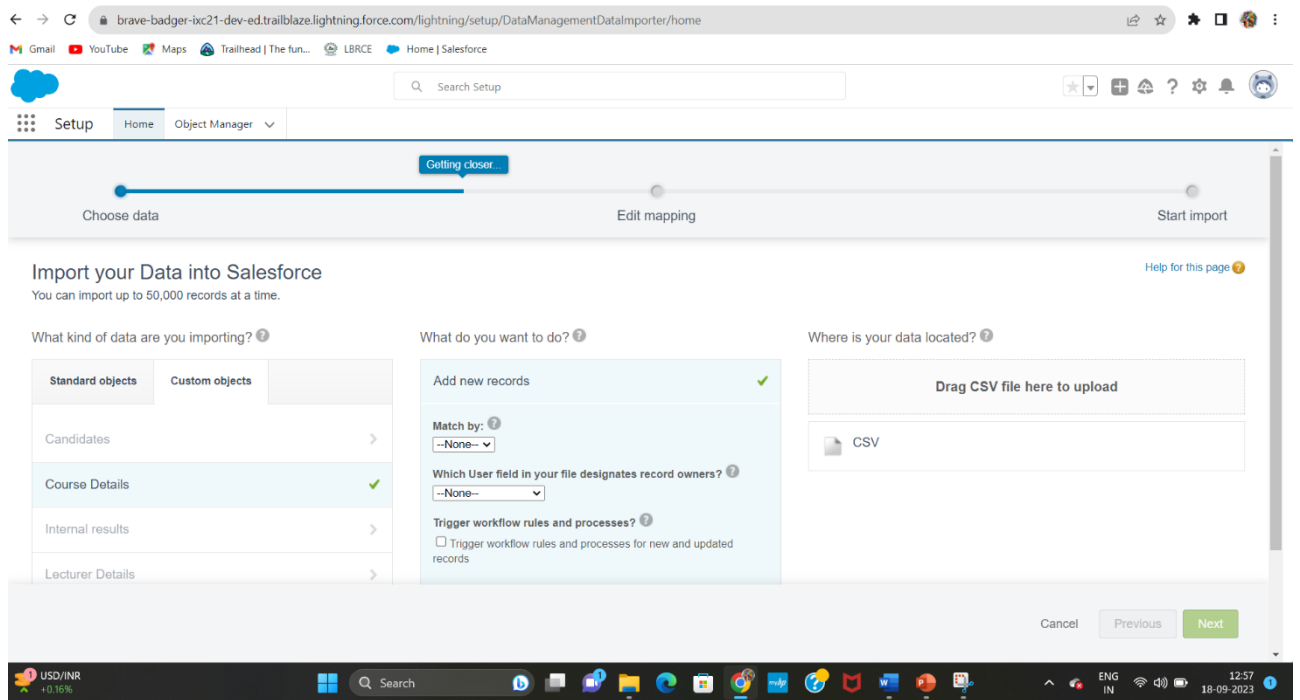 brave-badger-ixc21-dev-ed.trailblaze.lightning.force.com/lightning/setup/DataManagementDataImporter/home
Gmail YouTube Maps Trailhead | The fun... LBRCE Home | Salesforce
Search Setup
Setup Home Object Manager
Getting closer...
Choose data Edit mapping Start import
Import your Data into Salesforce
Help for this page
You can import up to 50,000 records at a time.
What kind of data are you importing?
Standard objects Custom objects
Candidates
Course Details
Internal results
Lecturer Details
What do you want to do?
Add new records
Match by:
--None--
Which User field in your file designates record owners?
--None--
Trigger workflow rules and processes?
Trigger workflow rules and processes for new and updated
records
Where is your data located?
Drag CSV file here to upload
CSV
Cancel Previous Next
1
USD/INR
+0.16%
Search
ENG
IN
12:57
18-09-2023
1